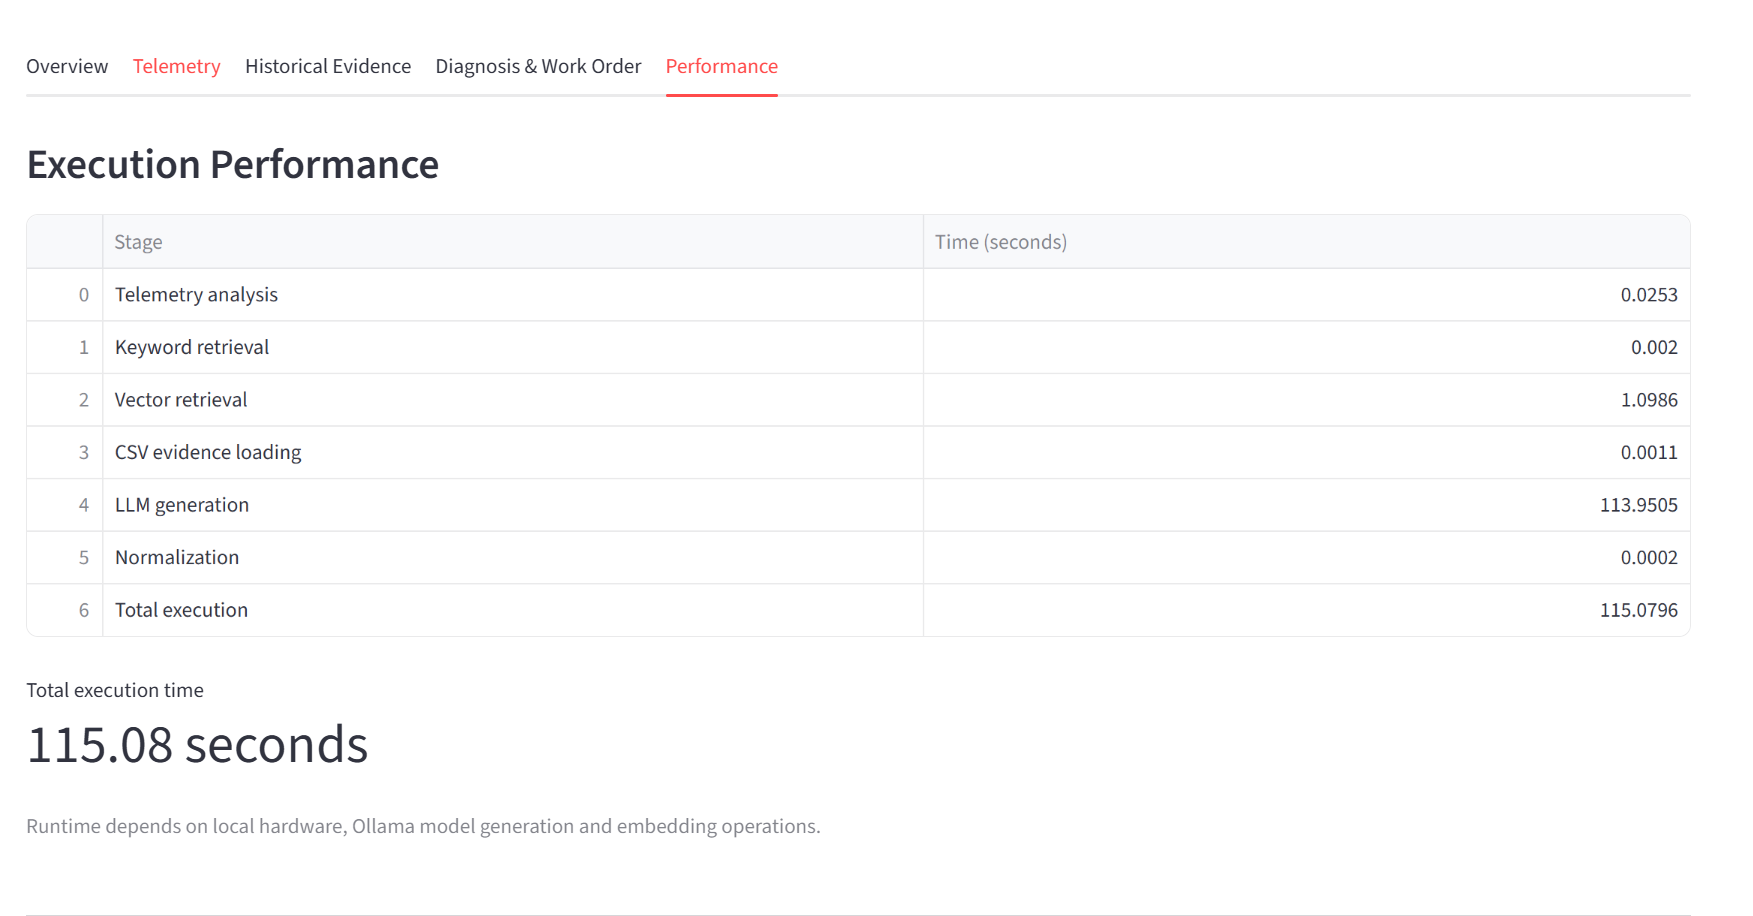 Overview Telemetry Historical Evidence Diagnosis & Work Order Performance
Execution Performance
Stage Time (seconds)
0 Telemetry analysis 0.0253
1 Keyword retrieval 0.002
2 Vector retrieval 1.0986
3 CSV evidence loading 0.0011
4 LLM generation 113.9505
5 Normalization 0.0002
6 Total execution 115.0796
Total execution time
115.08 seconds
Runtime depends on local hardware, Ollama model generation and embedding operations.